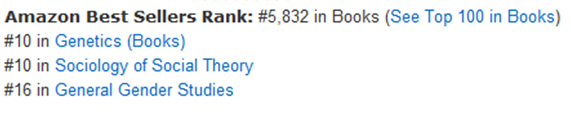 Amazon Best Sellers Rank: #5,832 in Books (See Top 100 in Books)
#10 in Genetics (Books)
#10 in Sociology of Social Theory
#16 in General Gender Studies